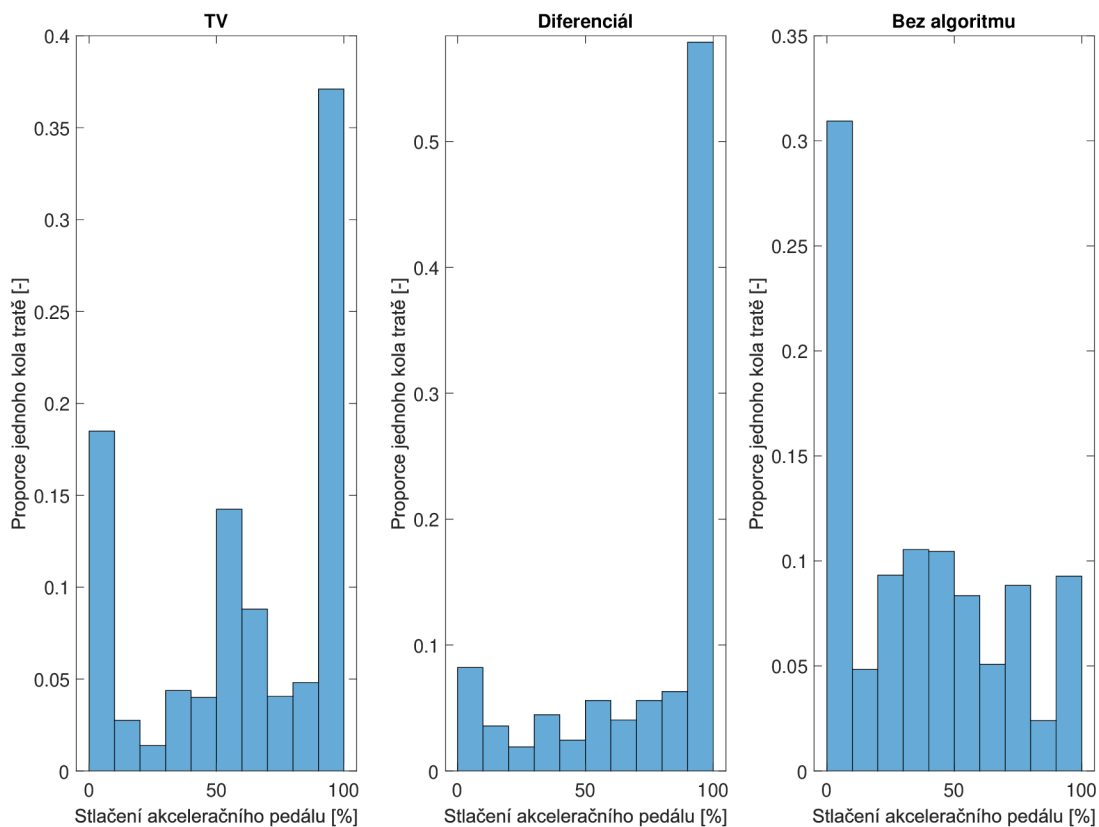 TV
0.4
0.35
0.3
0.25
0.2
0.15
0.1
0.05
0
0 50 100
Proporce jednoho kola tratě [-]
Stlačení akceleračního pedálu [%]
Diferenciál
0.5
0.4
0.3
0.2
0.1
0
0 50 100
Proporce jednoho kola tratě [-]
Stlačení akceleračního pedálu [%]
Bez algoritmu
0.35
0.3
0.25
0.2
0.15
0.1
0.05
0
0 50 100
Proporce jednoho kola tratě [-]
Stlačení akceleračního pedálu [%]